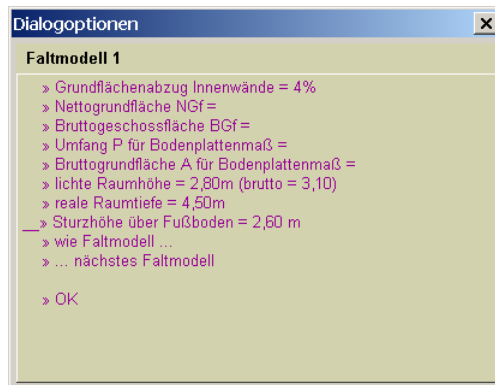 Dialogoptionen
Faltmodell 1
» Grundflächenabzug Innenwände = 4%
» Nettogrundfläche NGf =
» Bruttogeschossfläche BGf =
» Umfang P für Bodenplattenmaß =
» Bruttogrundfläche A für Bodenplattenmaß =
» lichte Raumhöhe = 2,80m (brutto = 3,10)
» reale Raumtiefe = 4,50m
__» Sturzhöhe über Fußboden = 2,60 m
» wie Faltmodell ...
» ... nächstes Faltmodell
» OK